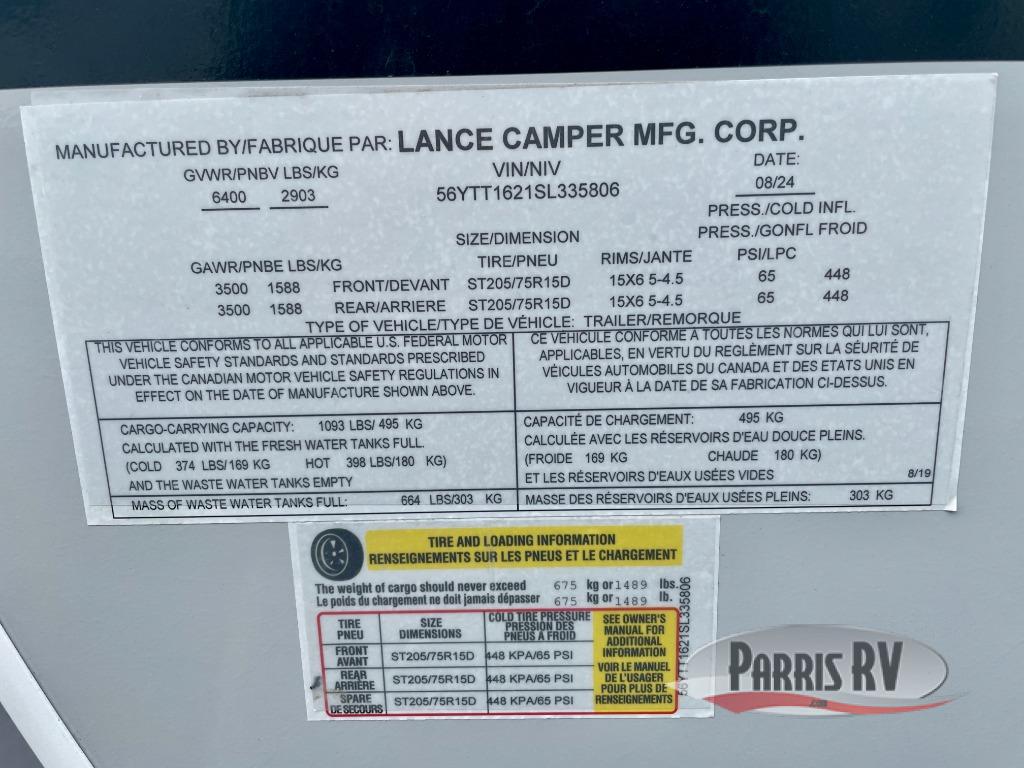 MANUFACTURED BY/FABRIQUE PAR: LANCE CAMPER MFG. CORP.
GVWR/PNBV LBS/KG VIN/NIV DATE:
6400 2903 56YTT1621SL335806 08/24
PRESS./COLD INFL.
SIZE/DIMENSION PRESS./GONFL FROID
GAWR/PNBE LBS/KG TIRE/PNEU RIMS/JANTE PSI/LPC
3500 1588 FRONT/DEVANT ST205/75R15D 15X6 5-4.5 65 448
3500 1588 REAR/ARRIERE ST205/75R15D 15X6 5-4.5 65 448
TYPE OF VEHICLE/TYPE DE VÉHICLE: TRAILER/REMORQUE
THIS VEHICLE CONFORMS TO ALL APPLICABLE U.S. FEDERAL MOTOR
VEHICLE SAFETY STANDARDS AND STANDARDS PRESCRIBED
UNDER THE CANADIAN MOTOR VEHICLE SAFETY REGULATIONS IN
EFFECT ON THE DATE OF MANUFACTURE SHOWN ABOVE.
CE VÉHICULE CONFORME À TOUTES LES NORMES QUI LUI SONT,
APPLICABLES, EN VERTU DU REGLÈMENT SUR LA SÉURITÉ DE
VÉICULES AUTOMOBILES DU CANADA ET DES ETATS UNIS EN
VIGUEUR À LA DATE DE SA FABRICATION CI-DESSUS.
CARGO-CARRYING CAPACITY: 1093 LBS/ 495 KG
CALCULATED WITH THE FRESH WATER TANKS FULL.
(COLD 374 LBS/169 KG HOT 398 LBS/180 KG)
AND THE WASTE WATER TANKS EMPTY
CAPACITÉ DE CHARGEMENT: 495 KG
CALCULÉE AVEC LES RÉSERVOIRS D'EAU DOUCE PLEINS.
(FROIDE 169 KG CHAUDE 180 KG)
ET LES RÉSERVOIRS D'EAUX USÉES VIDES 8/19
MASS OF WASTE WATER TANKS FULL: 664 LBS/303 KG
MASSE DES RÉSERVOIRS D'EAUX USÉES PLEINS: 303 KG
TIRE AND LOADING INFORMATION
RENSEIGNEMENTS SUR LES PNEUS ET LE CHARGEMENT
The weight of cargo should never exceed 675 kg or 1489 lbs.
Le poids du chargement ne doit jamais dépasser 675 kg or 1489 lb.
TIRE
PNEU
SIZE
DIMENSIONS
COLD TIRE PRESSURE
PRESSION DES
PNEUS A FROID
FRONT
AVANT
ST205/75R15D 448 KPA/65 PSI
REAR
ARRIÈRE
ST205/75R15D 448 KPA/65 PSI
SPARE
DE SECOURS
ST205/75R15D 448 KPA/65 PSI
SEE OWNER'S
MANUAL FOR
ADDITIONAL
INFORMATION
VOIR LE MANUEL
DE L'USAGER
POUR PLUS DE
RENSEIGNEMENTS
56YTT1621SL335806
PARRIS RV
.com